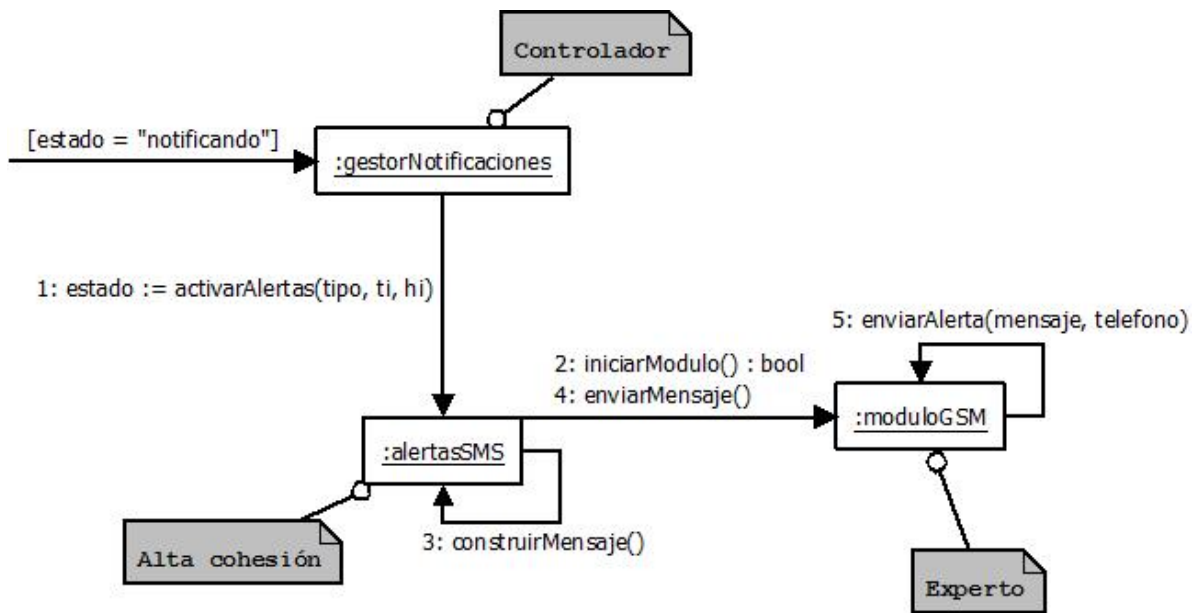 Controlador
[estado = "notificando"]
:gestorNotificaciones
1: estado := activarAlertas(tipo, ti, hi)
5: enviarAlerta(mensaje, telefono)
2: iniciarModulo() : bool
4: enviarMensaje()
:moduloGSM
:alertasSMS
3: construirMensaje()
Alta cohesión
Experto